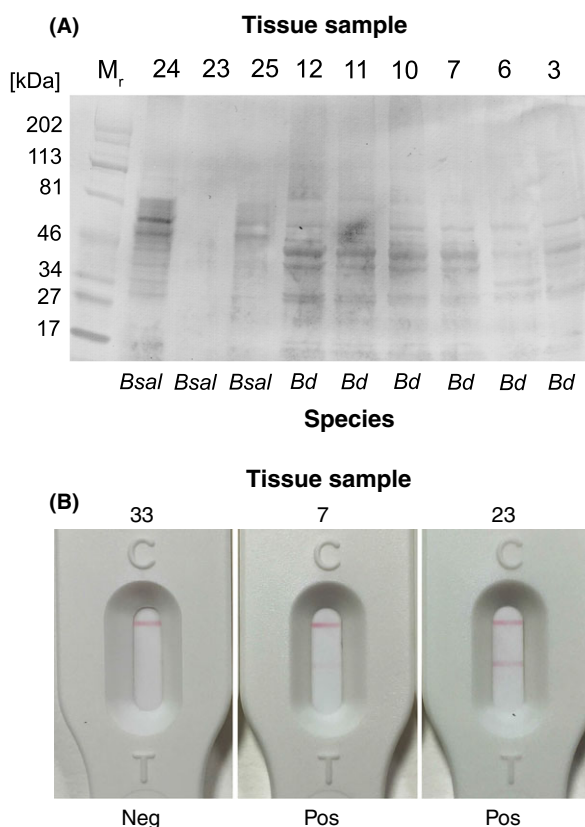 (A) Tissue sample
[kDa] Mr 24 23 25 12 11 10 7 6 3
202
113
81
46
34
27
17
Bsal Bsal Bsal Bd Bd Bd Bd Bd Bd
Species
Tissue sample
(B)
33 7 23
C C C
T T T
Neg Pos Pos